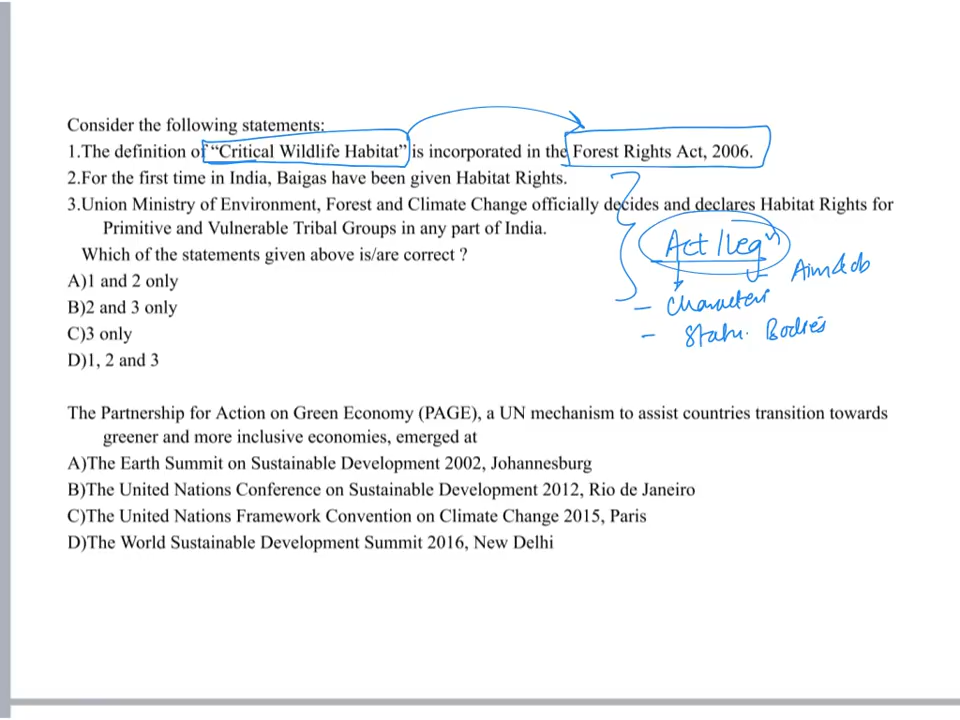 Consider the following statements:
1.The definition of “Critical Wildlife Habitat” is incorporated in the Forest Rights Act, 2006.
2.For the first time in India, Baigas have been given Habitat Rights.
3.Union Ministry of Environment, Forest and Climate Change officially decides and declares Habitat Rights for
Primitive and Vulnerable Tribal Groups in any part of India.
Which of the statements given above is/are correct ?
A)1 and 2 only
B)2 and 3 only
C)3 only
D)1, 2 and 3
Act/Legn
Aim & ob
- Characters
- Statu. Bodies
The Partnership for Action on Green Economy (PAGE), a UN mechanism to assist countries transition towards
greener and more inclusive economies, emerged at
A)The Earth Summit on Sustainable Development 2002, Johannesburg
B)The United Nations Conference on Sustainable Development 2012, Rio de Janeiro
C)The United Nations Framework Convention on Climate Change 2015, Paris
D)The World Sustainable Development Summit 2016, New Delhi